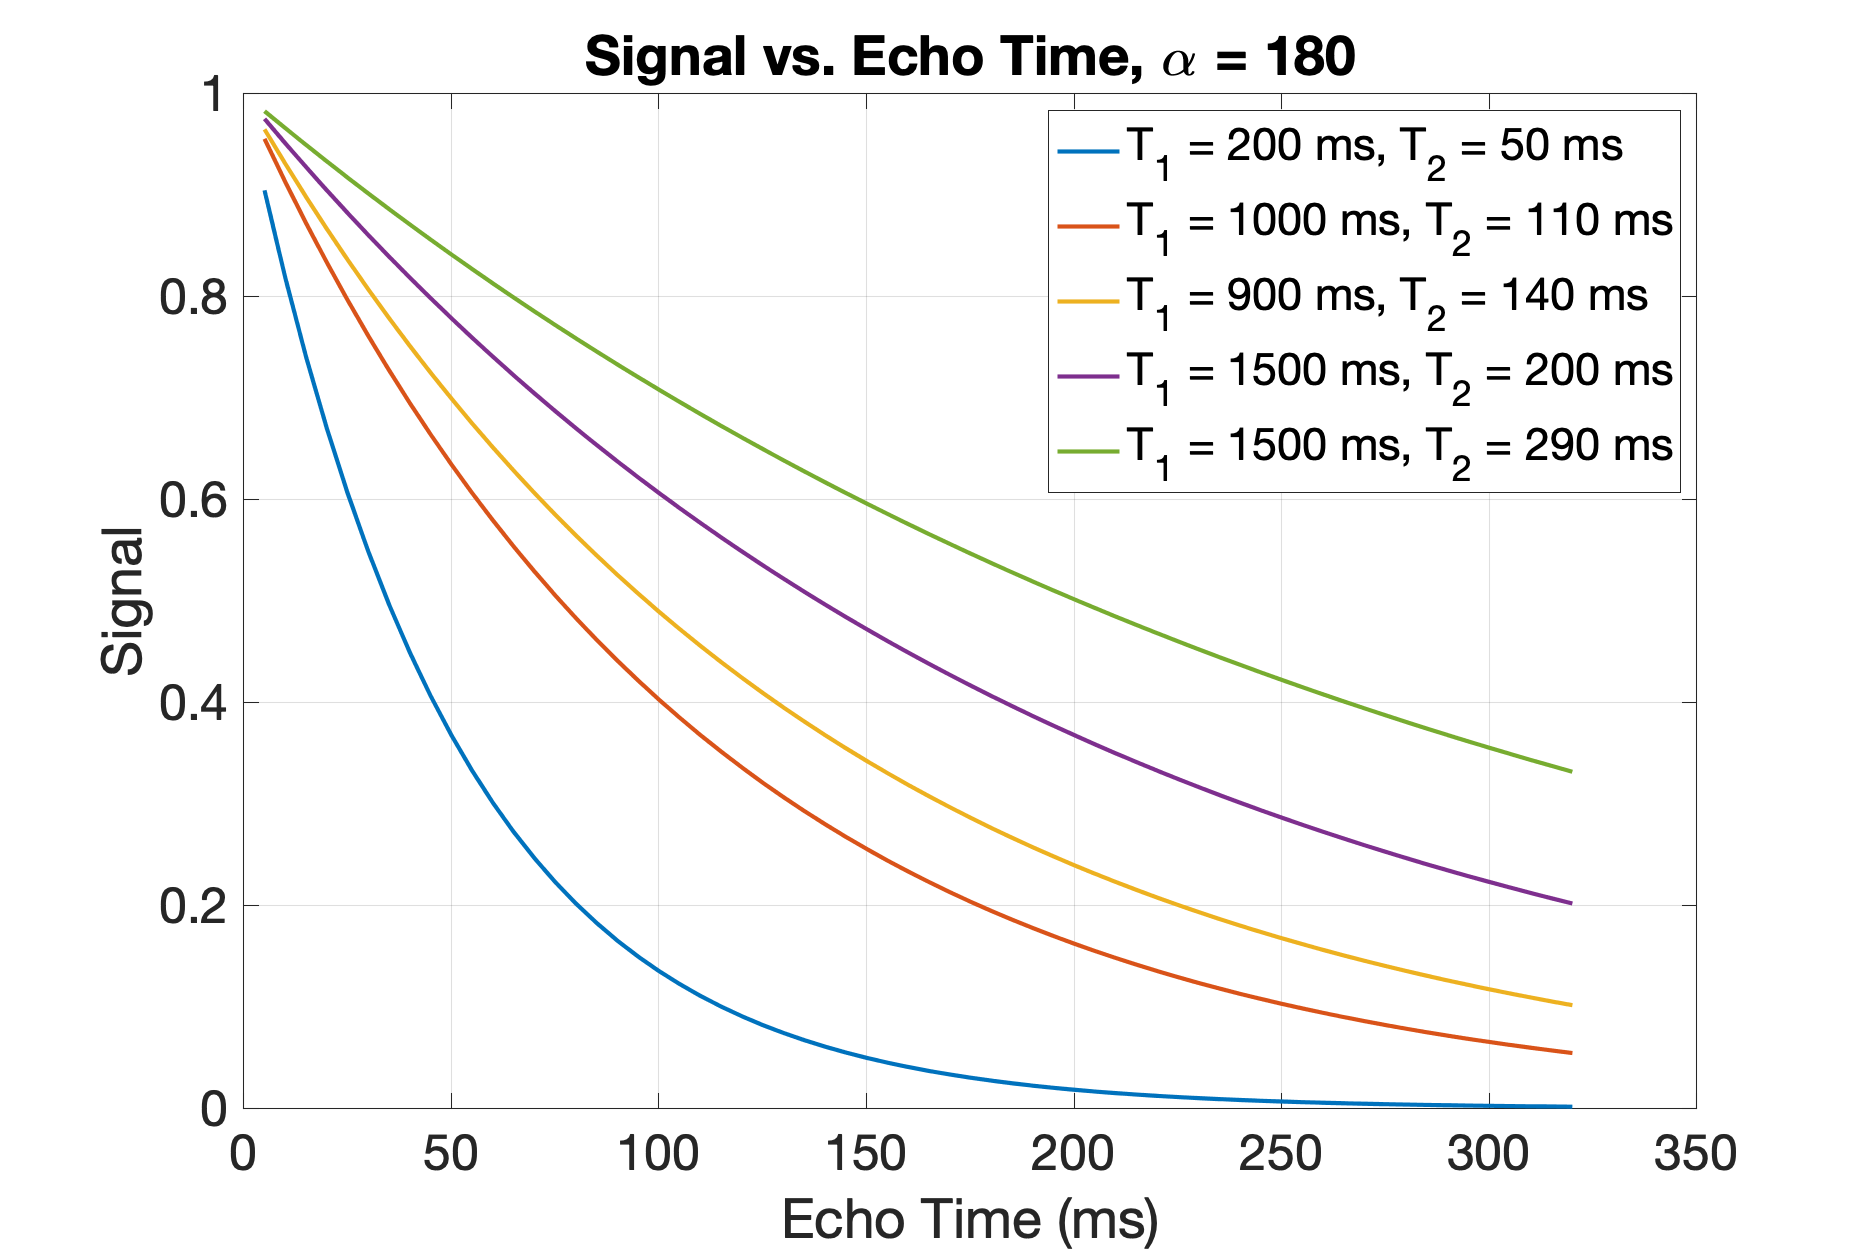 Signal vs. Echo Time, α = 180
1
0.8
0.6
0.4
0.2
0
Signal
T₁ = 200 ms, T₂ = 50 ms
T₁ = 1000 ms, T₂ = 110 ms
T₁ = 900 ms, T₂ = 140 ms
T₁ = 1500 ms, T₂ = 200 ms
T₁ = 1500 ms, T₂ = 290 ms
0 50 100 150 200 250 300 350
Echo Time (ms)